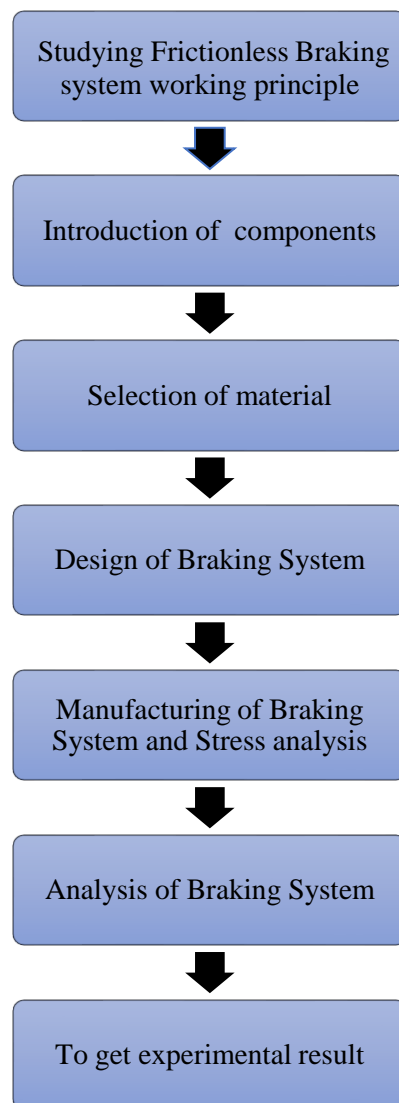 Studying Frictionless Braking
system working principle
Introduction of components
Selection of material
Design of Braking System
Manufacturing of Braking
System and Stress analysis
Analysis of Braking System
To get experimental result